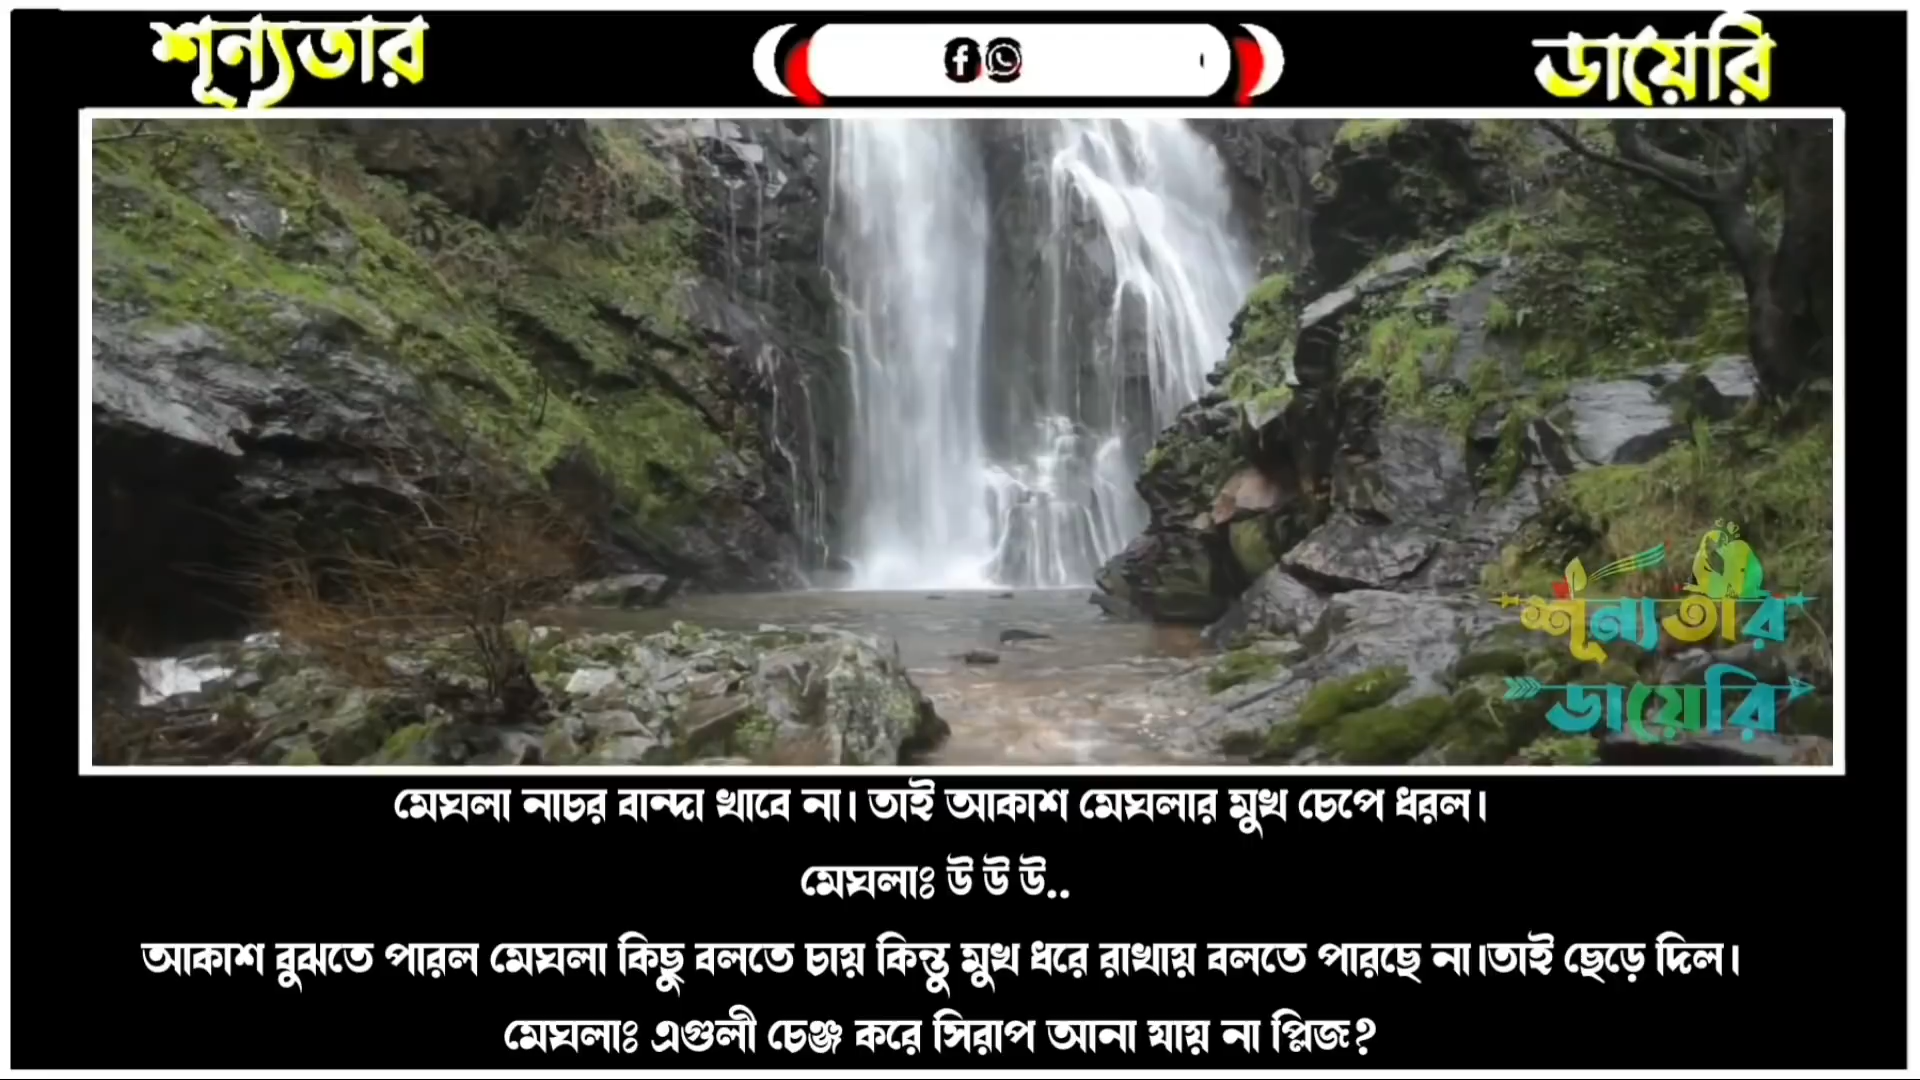 শূন্যতার
ডায়েরি
শূন্যতার
ডায়েরি
মেঘলা নাচর বান্দা খাবে না। তাই আকাশ মেঘলার মুখ চেপে ধরল।
মেঘলাঃ উ উ উ..
আকাশ বুঝতে পারল মেঘলা কিছু বলতে চায় কিন্তু মুখ ধরে রাখায় বলতে পারছে না।তাই ছেড়ে দিল।
মেঘলাঃ এগুলী চেঞ্জ করে সিরাপ আনা যায় না প্লিজ?